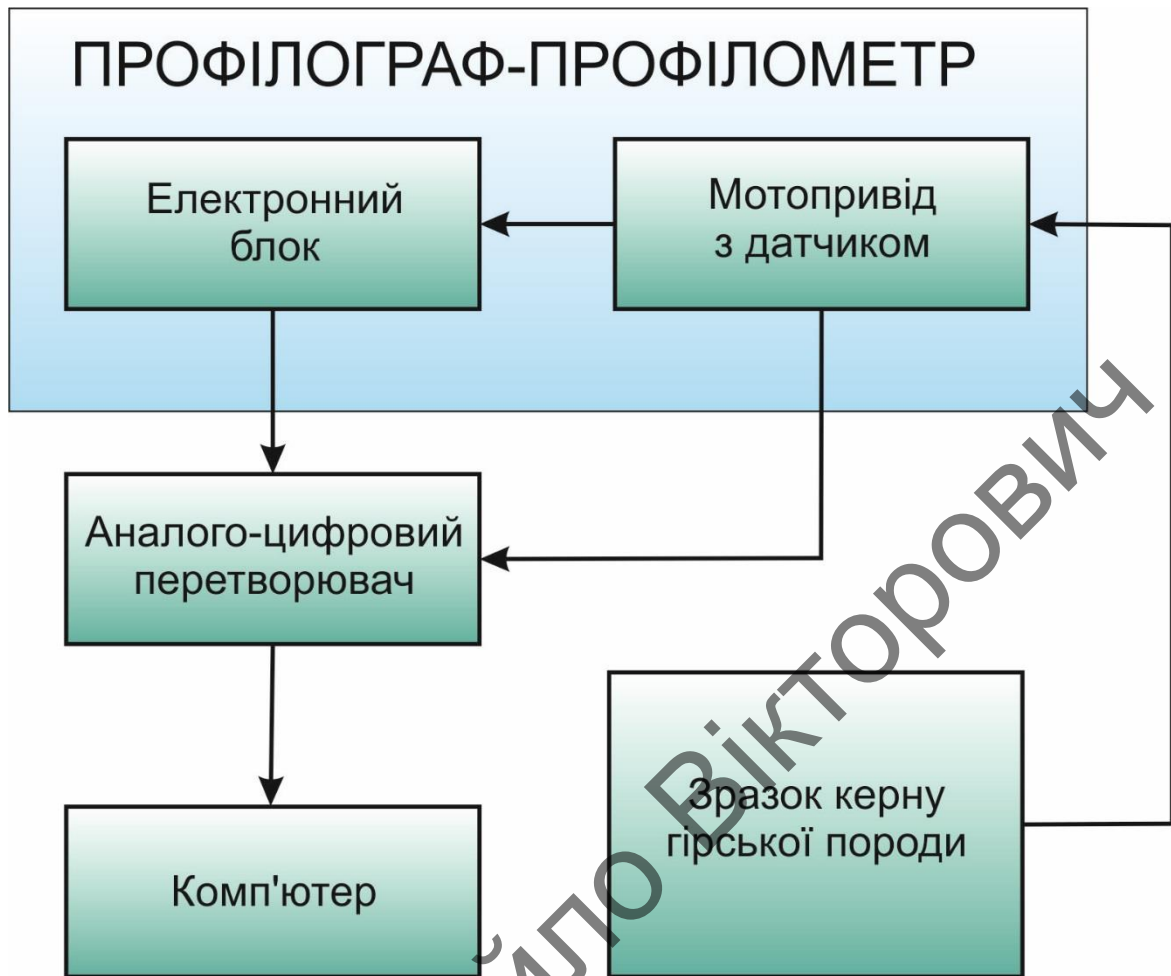 ПРОФІЛОГРАФ-ПРОФІЛОМЕТР
Електронний
блок
Мотопривід
з датчиком
Аналого-цифровий
перетворювач
Зразок керну
гірської породи
Комп'ютер
Вікторович